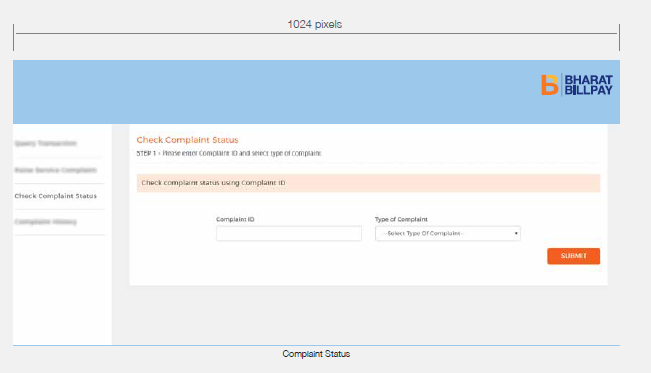 1024 pixels
BHARAT
BILLPAY
Query Transaction
Raise Service Complaint
Check Complaint Status
Complaint History
Check Complaint Status
STEP 1 - Please enter Complaint ID and select type of complaint
Check complaint status using Complaint ID
Complaint ID
Type of Complaint
--Select Type Of Complaint--
SUBMIT
Complaint Status